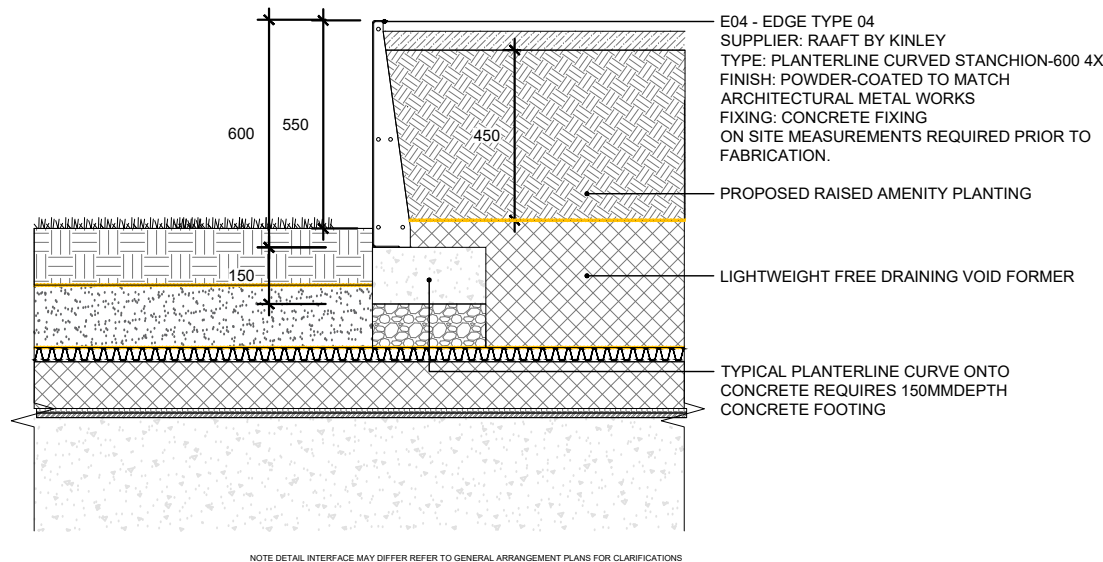 E04 - EDGE TYPE 04
SUPPLIER: RAAFT BY KINLEY
TYPE: PLANTERLINE CURVED STANCHION-600 4X
FINISH: POWDER-COATED TO MATCH
ARCHITECTURAL METAL WORKS
FIXING: CONCRETE FIXING
ON SITE MEASUREMENTS REQUIRED PRIOR TO
FABRICATION.
600
550
450
PROPOSED RAISED AMENITY PLANTING
150
LIGHTWEIGHT FREE DRAINING VOID FORMER
TYPICAL PLANTERLINE CURVE ONTO
CONCRETE REQUIRES 150MMDEPTH
CONCRETE FOOTING
NOTE DETAIL INTERFACE MAY DIFFER REFER TO GENERAL ARRANGEMENT PLANS FOR CLARIFICATIONS